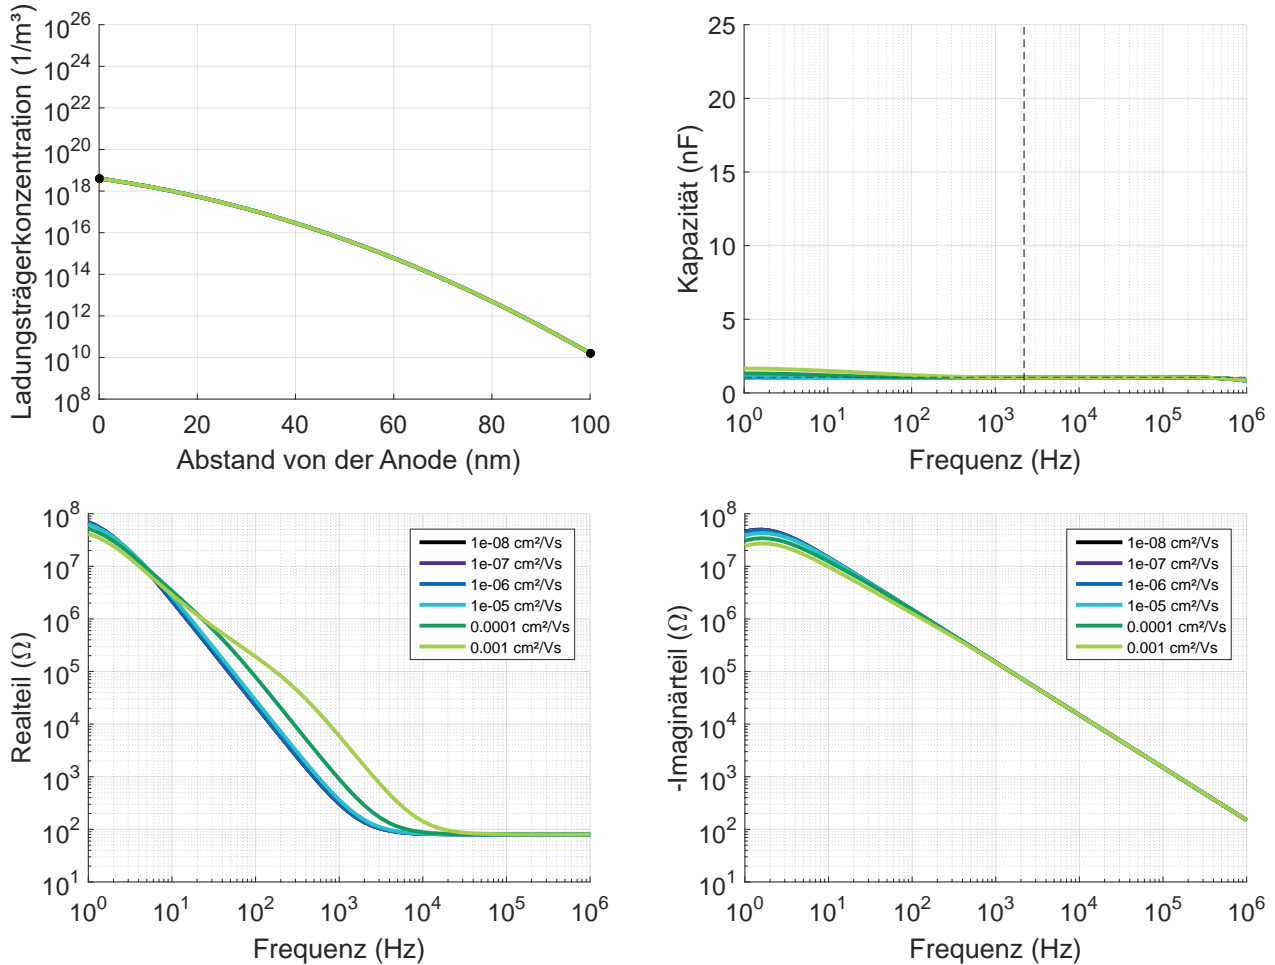 Ladungsträgerkonzentration (1/m³)
10^26
10^24
10^22
10^20
10^18
10^16
10^14
10^12
10^10
10^8
0 20 40 60 80 100
Abstand von der Anode (nm)
Kapazität (nF)
25
20
15
10
5
0
10^0 10^1 10^2 10^3 10^4 10^5 10^6
Frequenz (Hz)
Realteil (Ω)
10^8
10^7
10^6
10^5
10^4
10^3
10^2
10^1
10^0 10^1 10^2 10^3 10^4 10^5 10^6
Frequenz (Hz)
1e-08 cm²/Vs
1e-07 cm²/Vs
1e-06 cm²/Vs
1e-05 cm²/Vs
0.0001 cm²/Vs
0.001 cm²/Vs
-Imaginärteil (Ω)
10^8
10^7
10^6
10^5
10^4
10^3
10^2
10^1
10^0 10^1 10^2 10^3 10^4 10^5 10^6
Frequenz (Hz)
1e-08 cm²/Vs
1e-07 cm²/Vs
1e-06 cm²/Vs
1e-05 cm²/Vs
0.0001 cm²/Vs
0.001 cm²/Vs